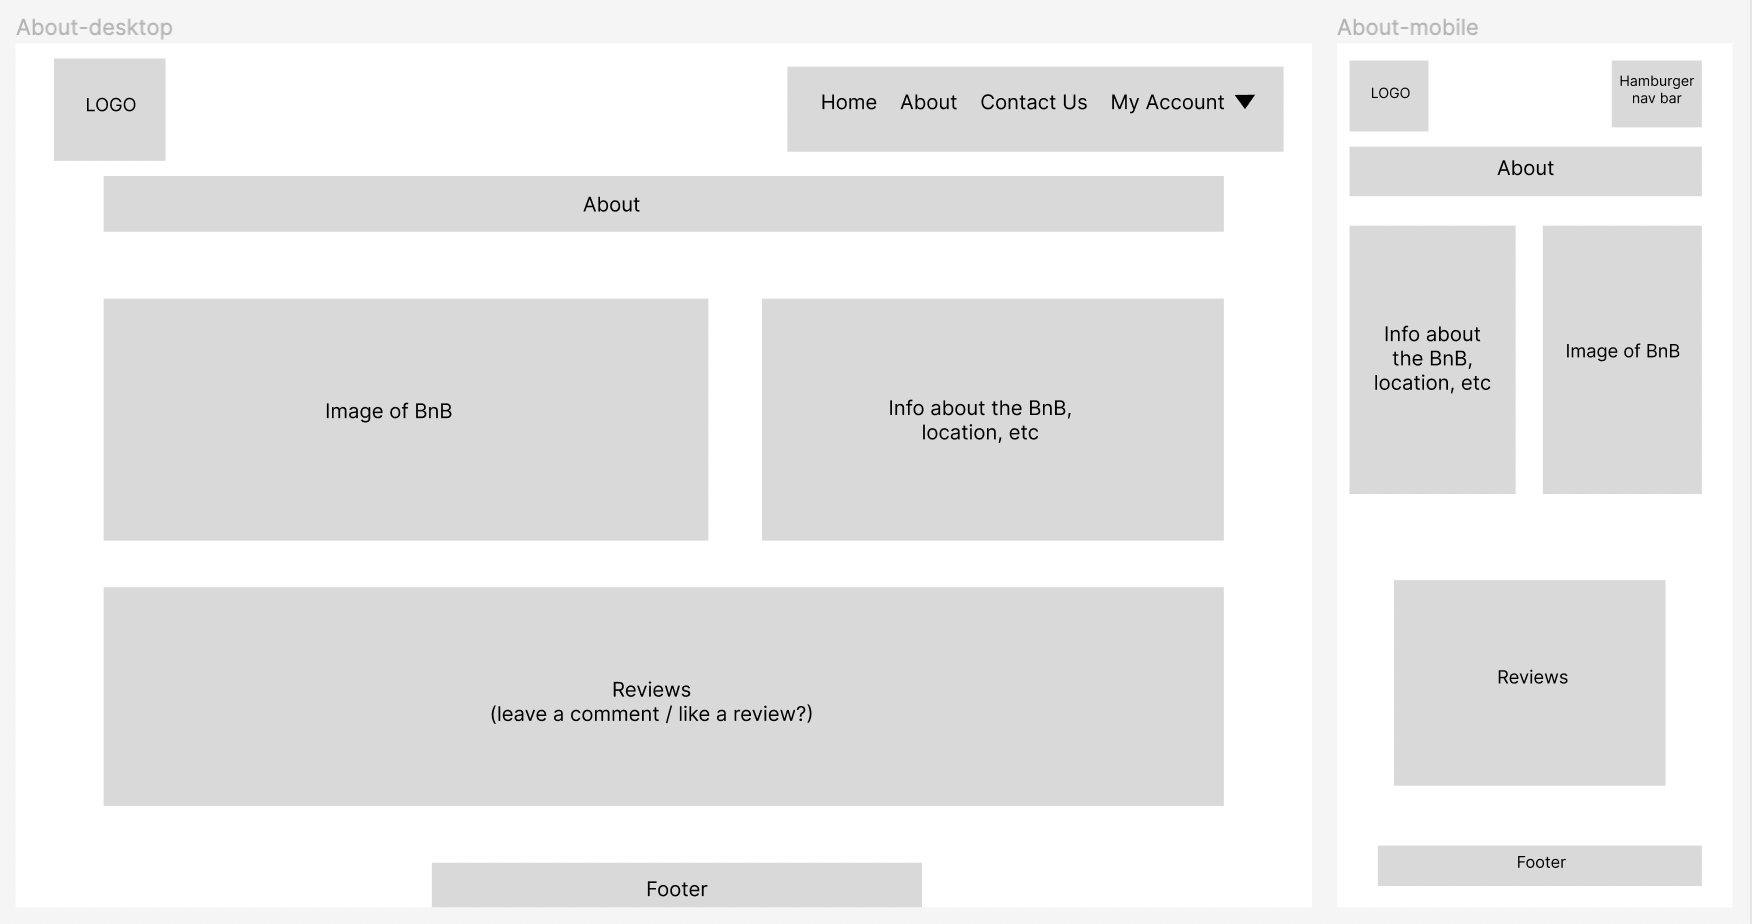 About-desktop
LOGO
Home About Contact Us My Account
About
Image of BnB
Info about the BnB,
location, etc
Reviews
(leave a comment / like a review?)
Footer
About-mobile
LOGO
Hamburger
nav bar
About
Info about
the BnB,
location, etc
Image of BnB
Reviews
Footer